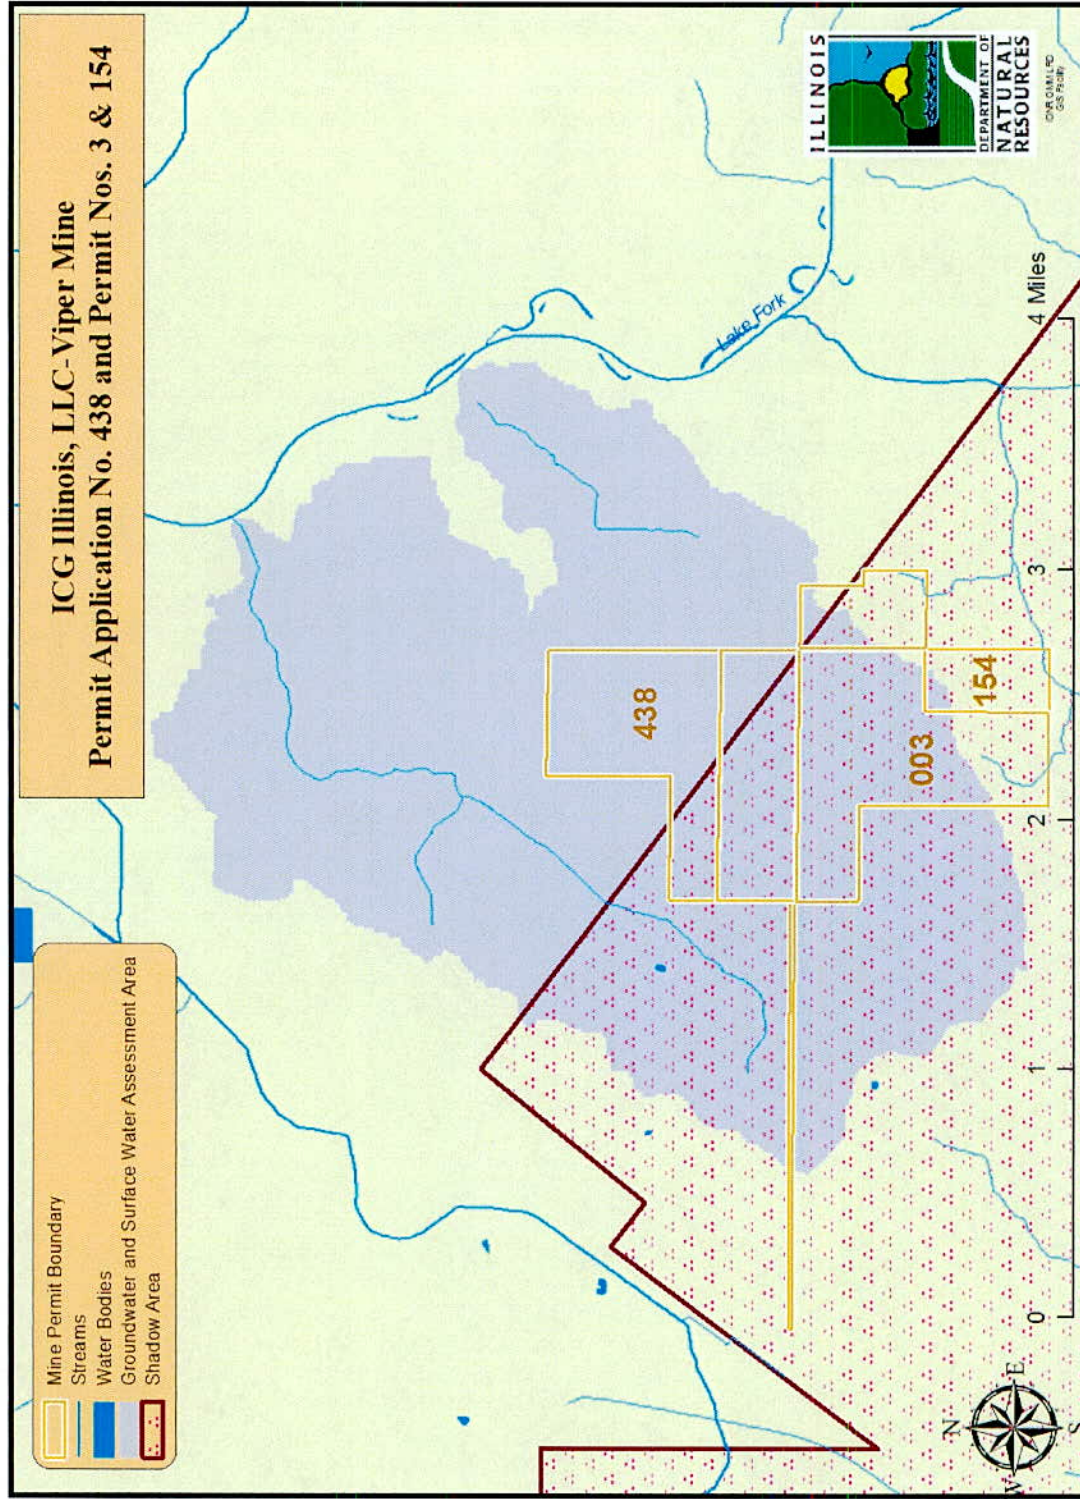 ICG Illinois, LLC-Viper Mine
Permit Application No. 438 and Permit Nos. 3 & 154
Mine Permit Boundary
Streams
Water Bodies
Groundwater and Surface Water Assessment Area
Shadow Area
Lake Fork
438
003
154
0
1
2
3
4 Miles
N
W
E
S
ILLINOIS
DEPARTMENT OF
NATURAL
RESOURCES